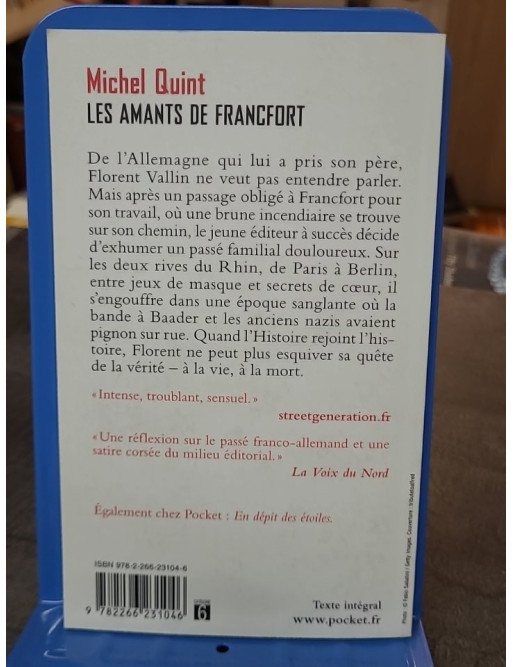 Michel Quint
LES AMANTS DE FRANCFORT
De l'Allemagne qui lui a pris son père,
Florent Vallin ne veut pas entendre parler.
Mais après un passage obligé à Francfort pour
son travail, où une brune incendiaire se trouve
sur son chemin, le jeune éditeur à succès décide
d'exhumer un passé familial douloureux. Sur
les deux rives du Rhin, de Paris à Berlin,
entre jeux de masque et secrets de cœur, il
s'engouffre dans une époque sanglante où la
bande à Baader et les anciens nazis avaient
pignon sur rue. Quand l'Histoire rejoint l'his-
toire, Florent ne peut plus esquiver sa quête
de la vérité – à la vie, à la mort.
« Intense, troublant, sensuel. »
streetgeneration.fr
« Une réflexion sur le passé franco-allemand et une
satire corsée du milieu éditorial. »
La Voix du Nord
Également chez Pocket : En dépit des étoiles.
ISBN 978-2-266-23104-6
9 782266 231046
6
Texte intégral
www.pocket.fr
/ Getty Images. Couverture :